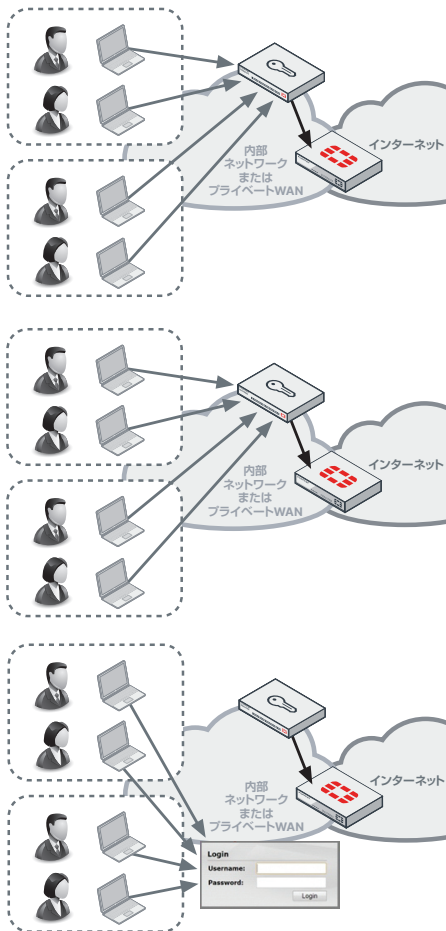 内部
ネットワーク
または
プライベートWAN
インターネット
内部
ネットワーク
または
プライベートWAN
インターネット
内部
ネットワーク
または
プライベートWAN
インターネット
Login
Username:
Password:
Login